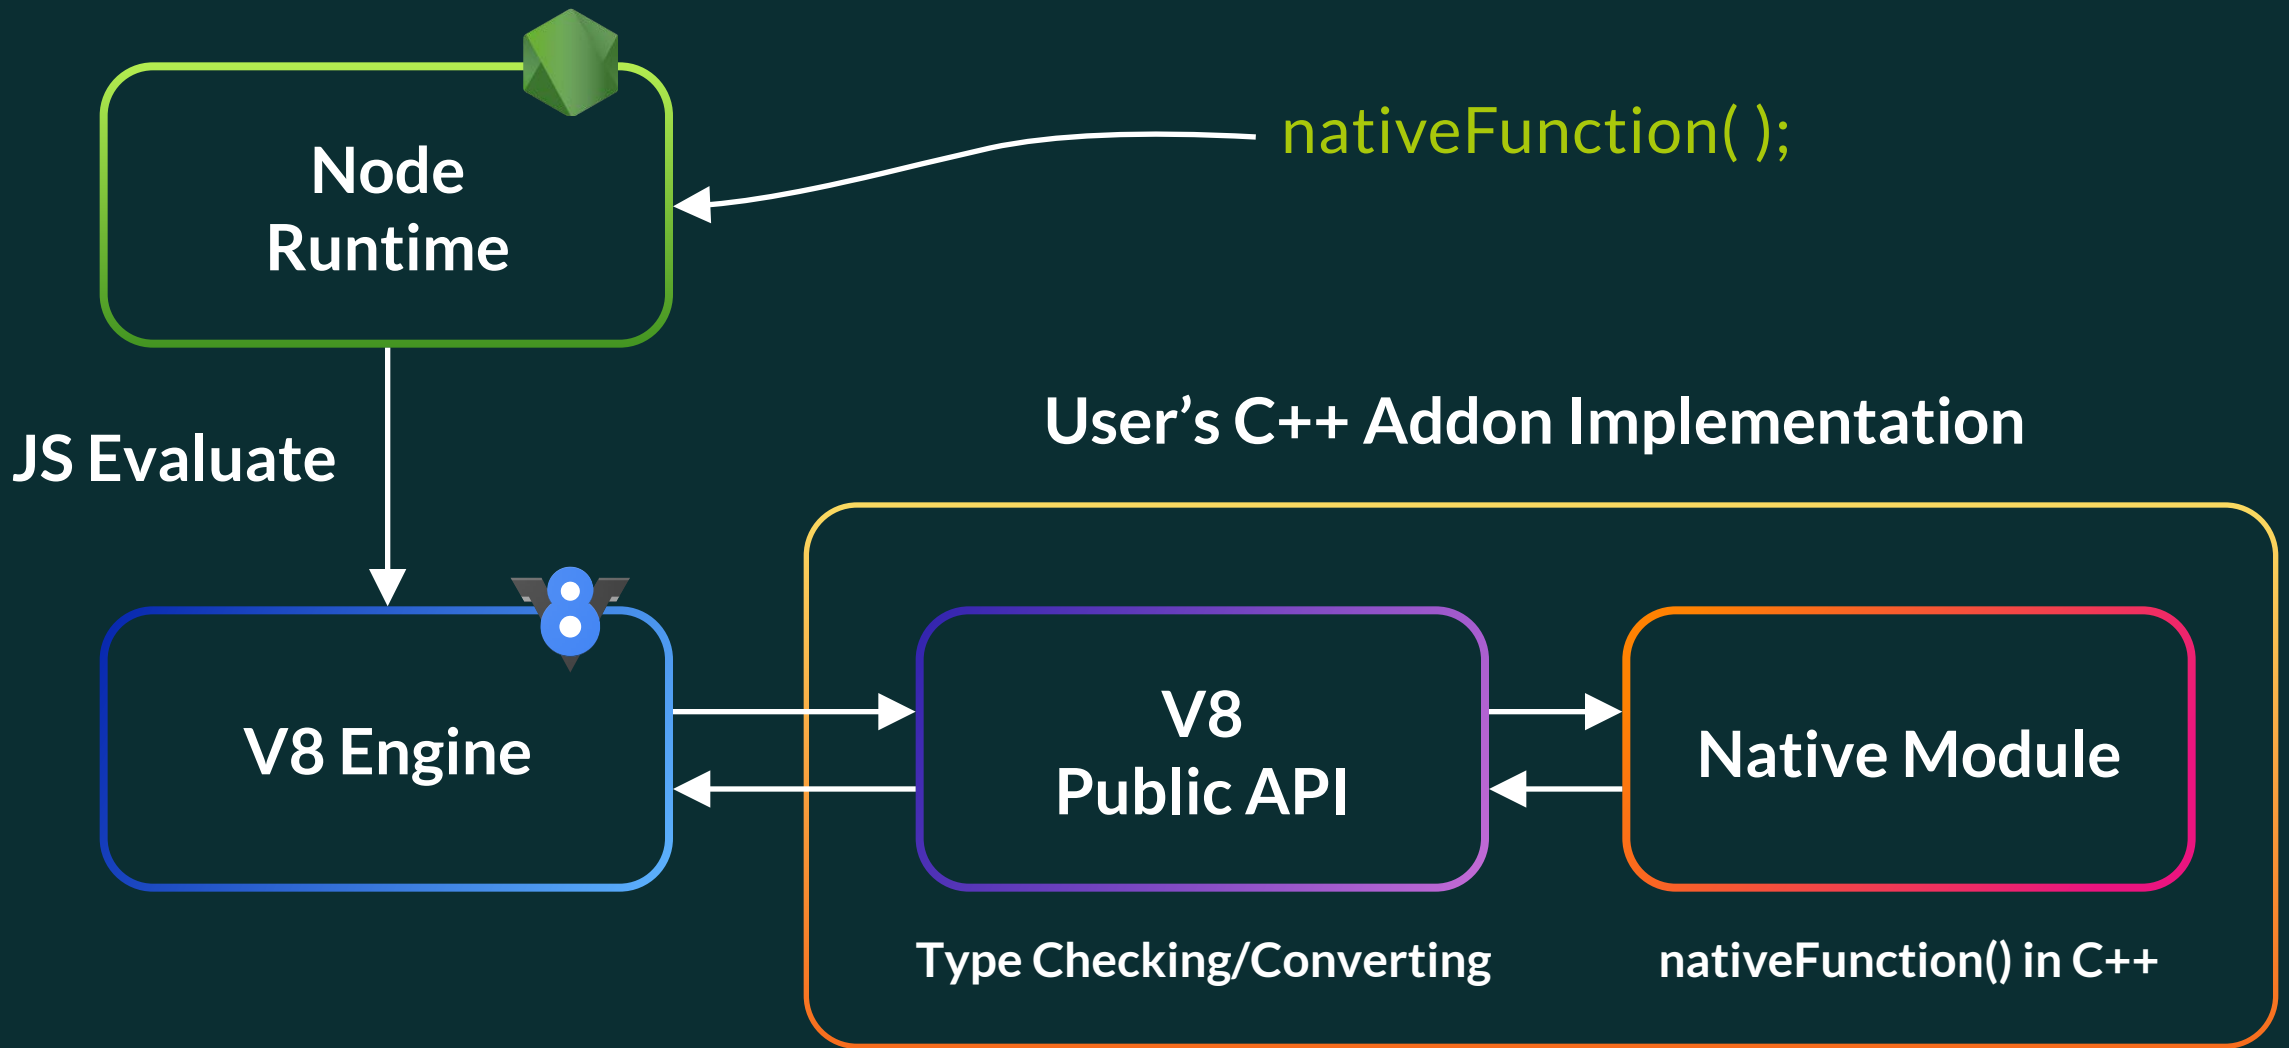 nativeFunction( );
Node
Runtime
JS Evaluate
User’s C++ Addon Implementation
V8 Engine
V8
Public API
Native Module
Type Checking/Converting
nativeFunction() in C++